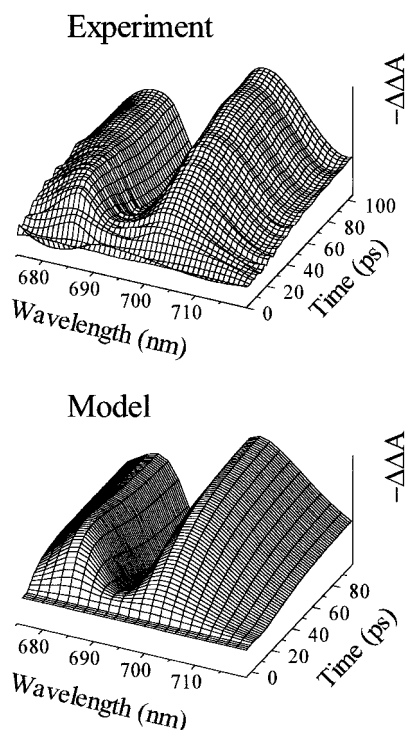 Experiment
−ΔΔA
100
80
60
40
20
0
Time (ps)
680
690
700
710
Wavelength (nm)
Model
−ΔΔA
80
60
40
20
0
Time (ps)
680
690
700
710
Wavelength (nm)